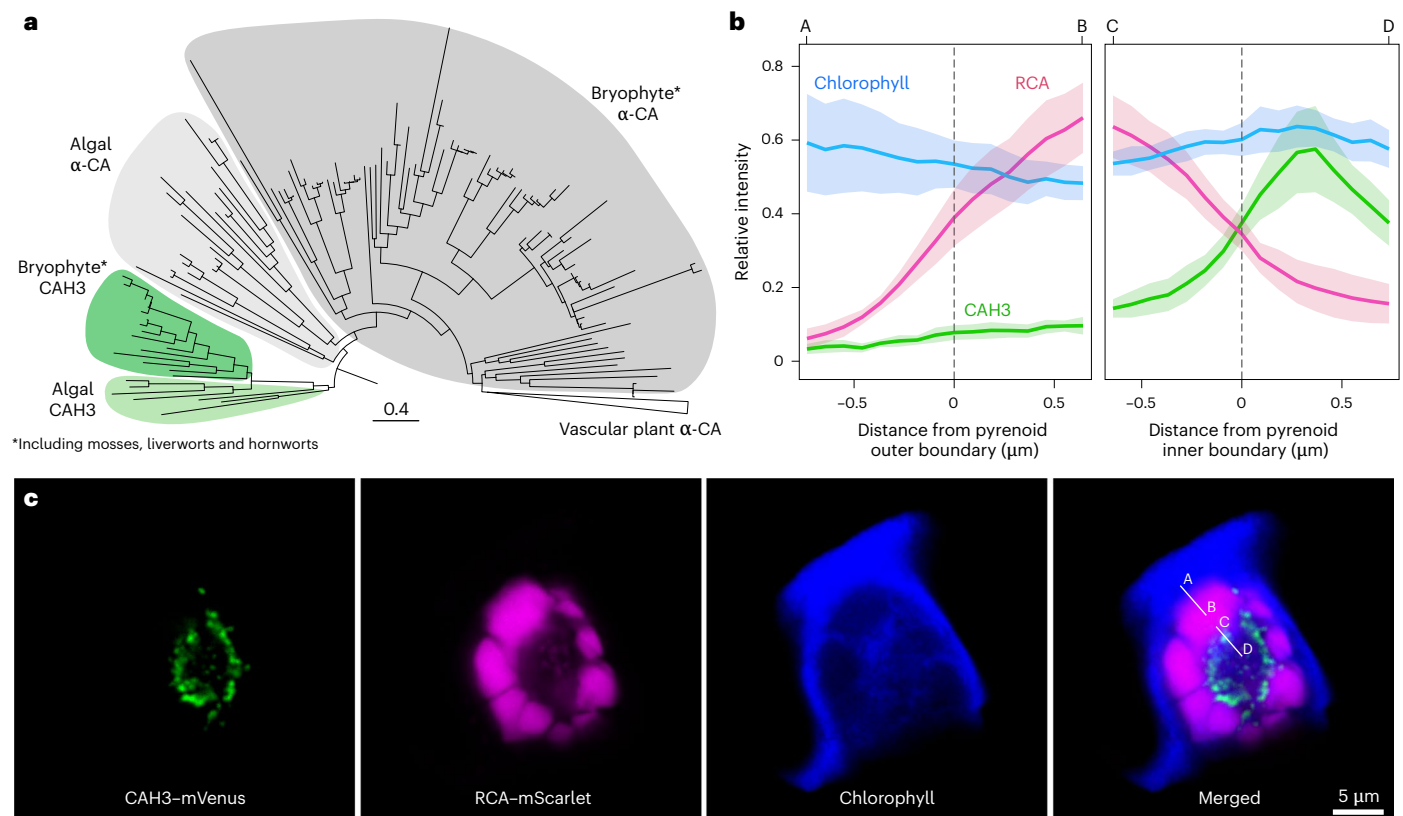 a
Bryophyte*
α-CA
Algal
α-CA
Bryophyte*
CAH3
Algal
CAH3
0.4
Vascular plant α-CA
*Including mosses, liverworts and hornworts
b
A
B
C
D
Chlorophyll
RCA
CAH3
Relative intensity
0.8
0.6
0.4
0.2
0
−0.5
0
0.5
−0.5
0
0.5
Distance from pyrenoid
outer boundary (μm)
Distance from pyrenoid
inner boundary (μm)
c
CAH3–mVenus
RCA–mScarlet
Chlorophyll
A
B
C
D
Merged
5 μm